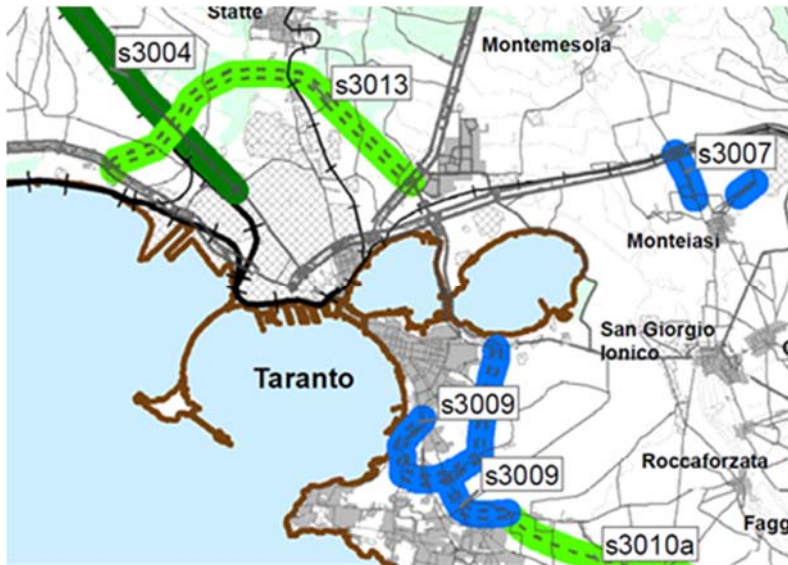 Statte
s3004
Montemesola
s3013
s3007
Monteiasi
San Giorgio
Ionico
Taranto
s3009
s3009
Roccaforzata
s3010a
Fagg